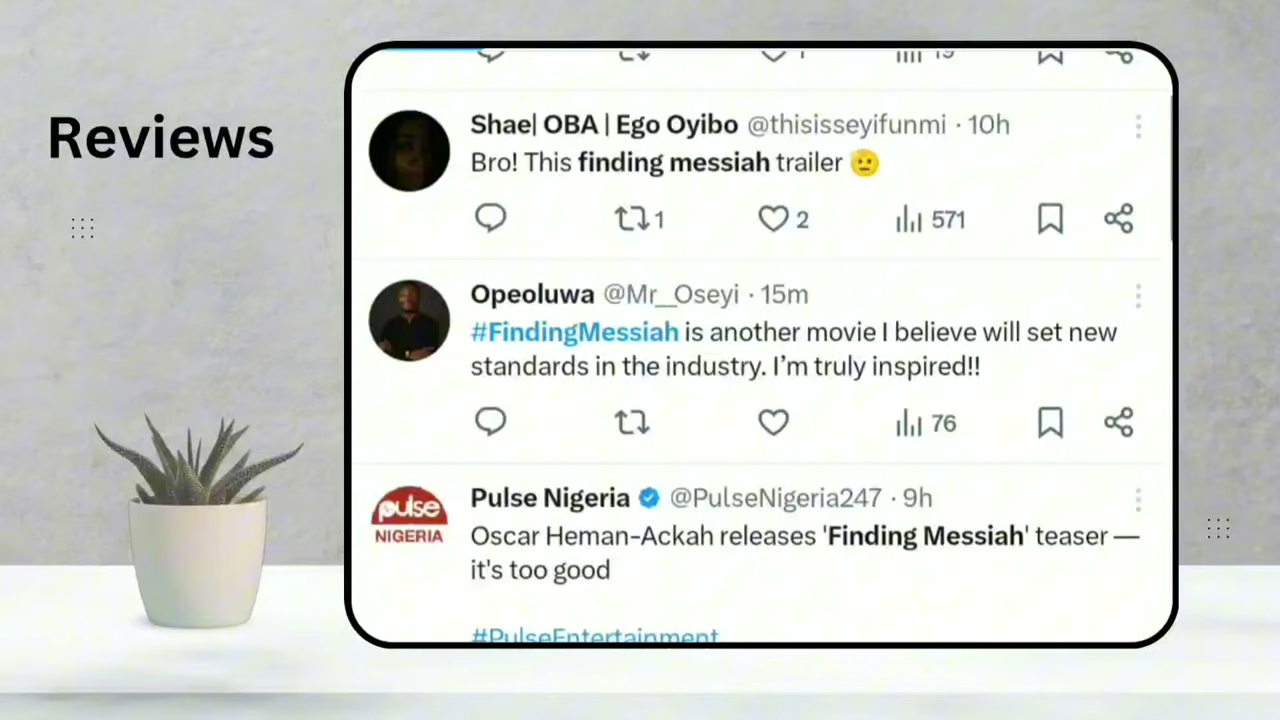 Reviews
Shae| OBA | Ego Oyibo @thisisseyifunmi · 10h
Bro! This finding messiah trailer 🫤
1 2 571
Opeoluwa @Mr__Oseyi · 15m
#FindingMessiah is another movie I believe will set new
standards in the industry. I'm truly inspired!!
76
pulse
NIGERIA
Pulse Nigeria @PulseNigeria247 · 9h
Oscar Heman-Ackah releases 'Finding Messiah' teaser —
it's too good
#PulseEntertainment